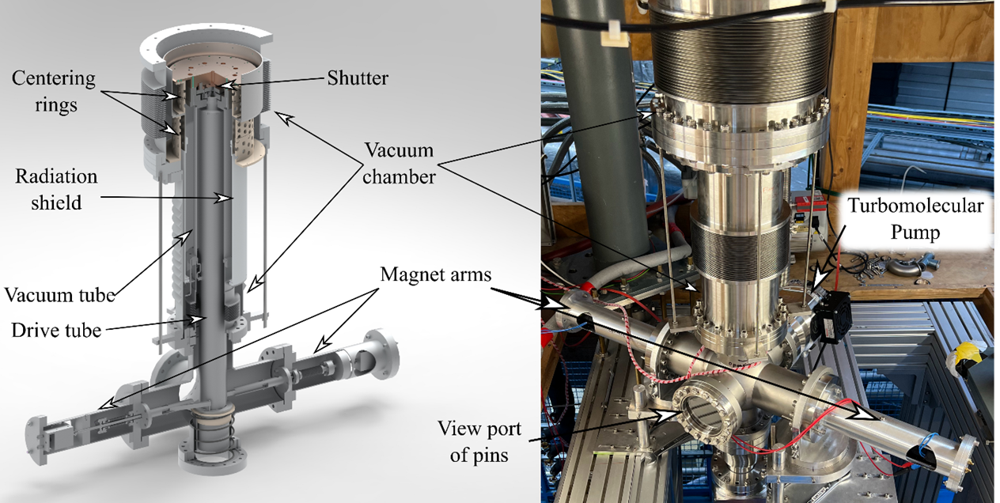 Centering
rings
Shutter
Vacuum
chamber
Radiation
shield
Turbomolecular
Pump
Magnet arms
Vacuum tube
Drive tube
View port
of pins